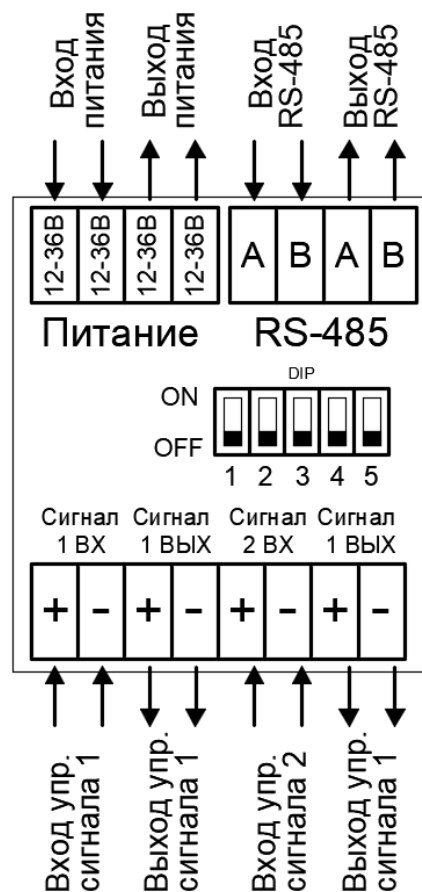 Вход
питания
Выход
питания
Вход
RS-485
Выход
RS-485
12-36В
12-36В
12-36В
12-36В
A B A B
Питание RS-485
DIP
ON
OFF
1 2 3 4 5
Сигнал Сигнал Сигнал Сигнал
1 ВХ 1 ВЫХ 2 ВХ 1 ВЫХ
+ - + - + - + -
Вход упр.
сигнала 1
Выход упр.
сигнала 1
Вход упр.
сигнала 2
Выход упр.
сигнала 1